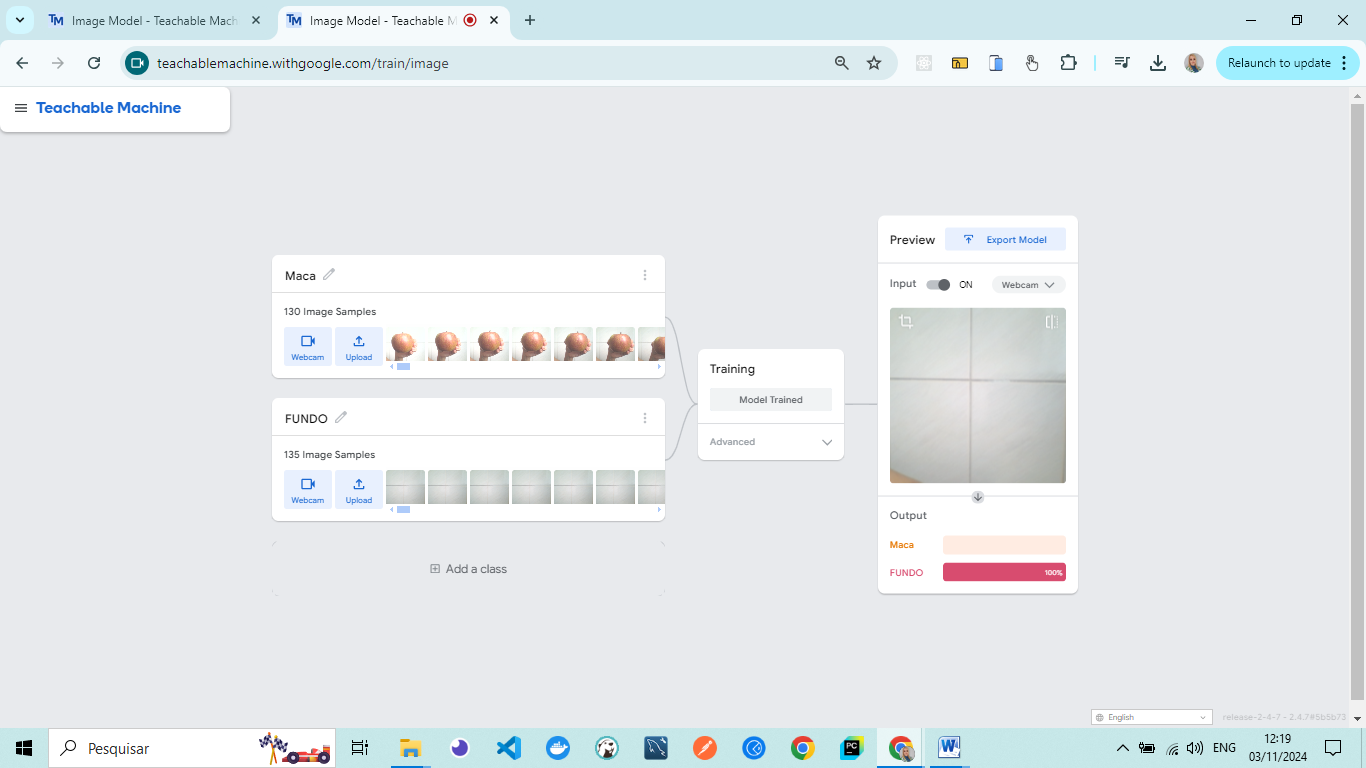 Image Model - Teachable Mach
Image Model - Teachable M
teachablemachine.withgoogle.com/train/image
Relaunch to update
Teachable Machine
Maca
130 Image Samples
Webcam
Upload
FUNDO
135 Image Samples
Webcam
Upload
Add a class
Training
Model Trained
Advanced
Preview
Export Model
Input
ON
Webcam
Output
Maca
FUNDO
100%
English
release-2-4-7 - 2.4.7#5b5b73
Pesquisar
PC
W
ENG
12:19
03/11/2024